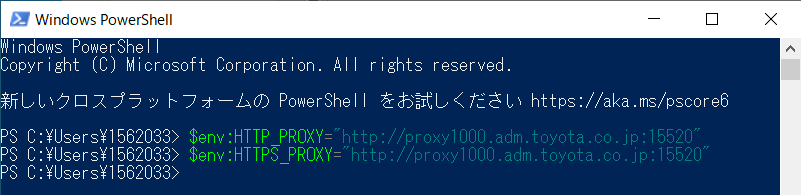 Windows PowerShell
Windows PowerShell
Copyright (C) Microsoft Corporation. All rights reserved.
新しいクロスプラットフォームの PowerShell をお試しください https://aka.ms/pscore6
PS C:¥Users¥1562033> $env:HTTP_PROXY="http://proxy1000.adm.toyota.co.jp:15520"
PS C:¥Users¥1562033> $env:HTTPS_PROXY="http://proxy1000.adm.toyota.co.jp:15520"
PS C:¥Users¥1562033>